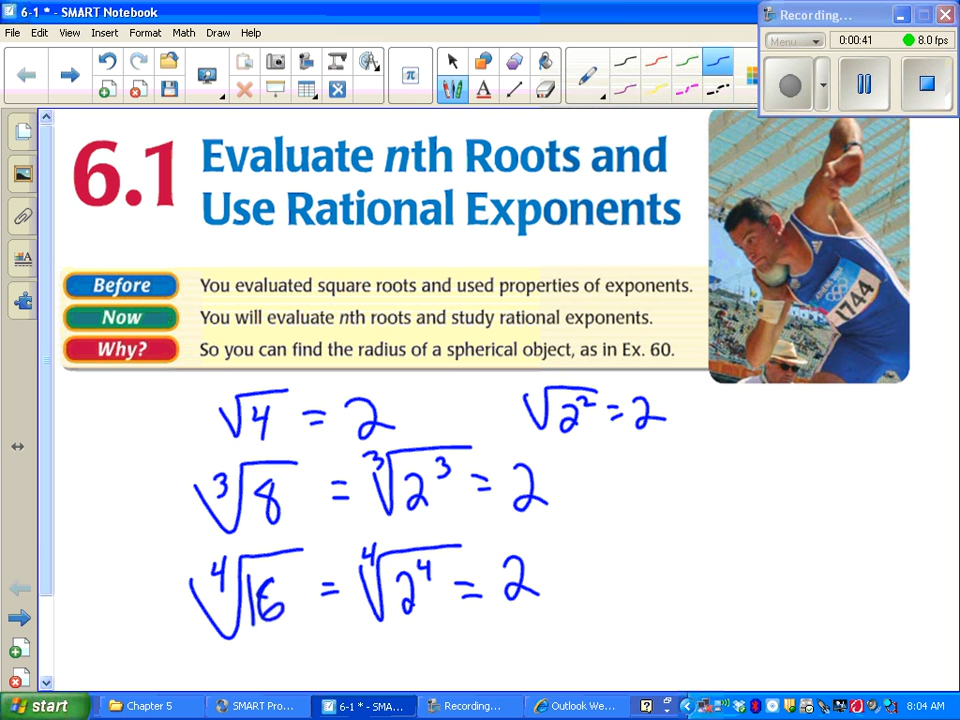 6-1 * - SMART Notebook
File Edit View Insert Format Math Draw Help
Recording...
Menu 0:00:41 8.0 fps
π
A
6.1 Evaluate nth Roots and
Use Rational Exponents
Before You evaluated square roots and used properties of exponents.
Now You will evaluate nth roots and study rational exponents.
Why? So you can find the radius of a spherical object, as in Ex. 60.
1744
√4 = 2 √2² = 2
³√8 = ³√2³ = 2
⁴√16 = ⁴√2⁴ = 2
start Chapter 5 SMART Pro... 6-1 * - SMA... Recording... Outlook We... 8:04 AM